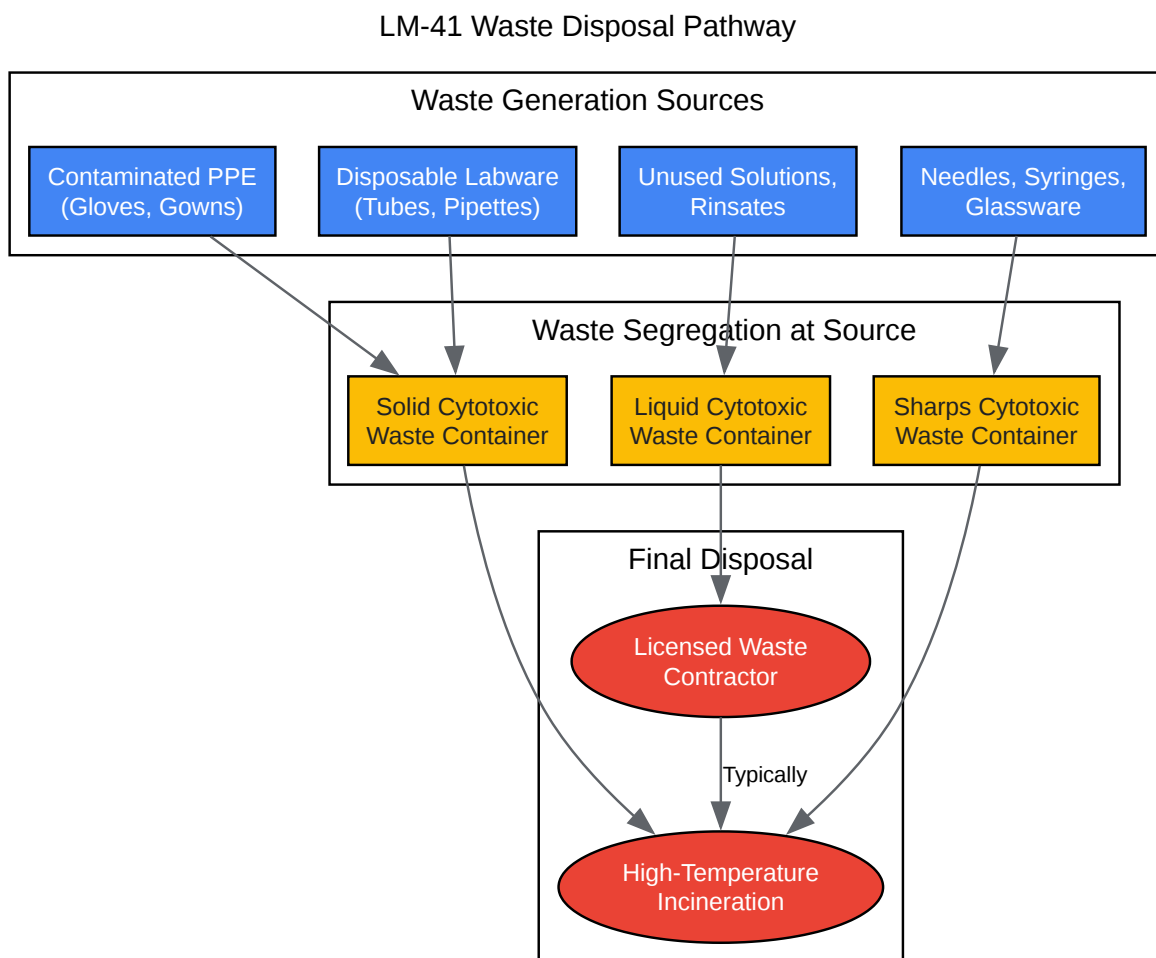 LM-41 Waste Disposal Pathway
Waste Generation Sources
Contaminated PPE
(Gloves, Gowns)
Disposable Labware
(Tubes, Pipettes)
Unused Solutions,
Rinsates
Needles, Syringes,
Glassware
Waste Segregation at Source
Solid Cytotoxic
Waste Container
Liquid Cytotoxic
Waste Container
Sharps Cytotoxic
Waste Container
Final Disposal
Licensed Waste
Contractor
Typically
High-Temperature
Incineration